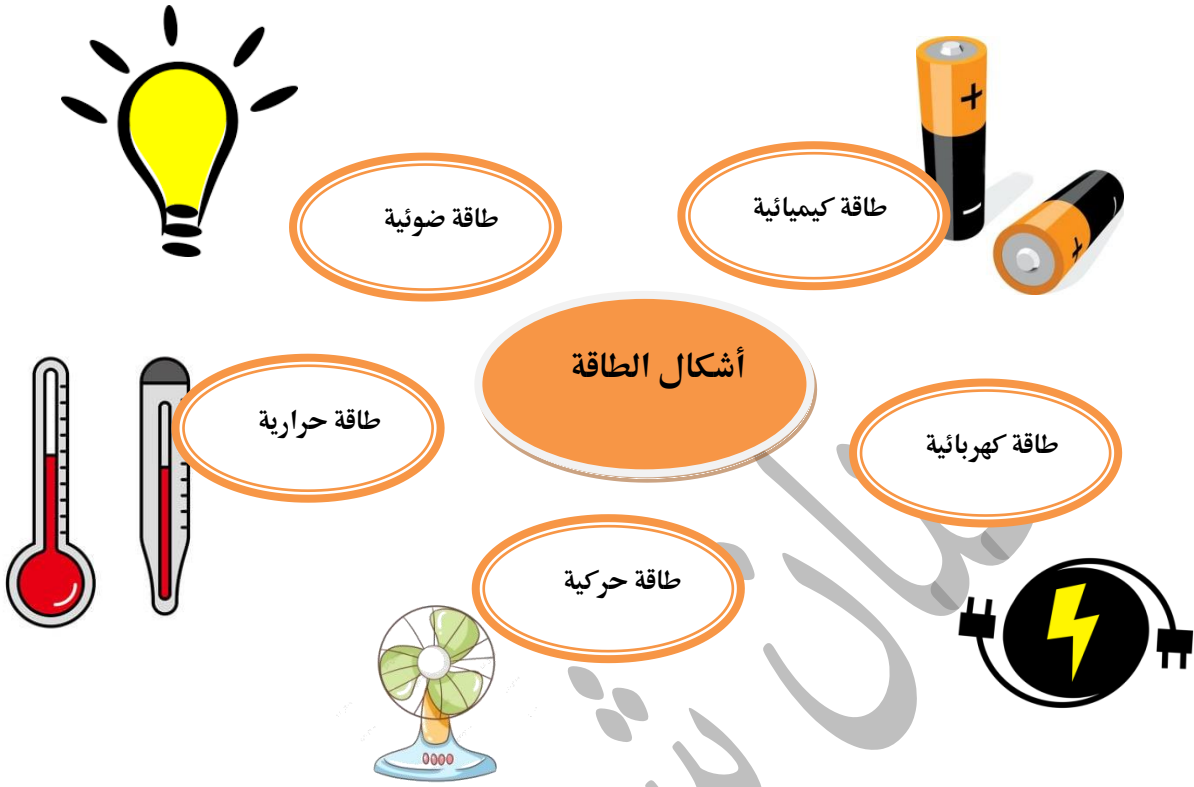 طاقة كيميائية
طاقة ضوئية
أشكال الطاقة
طاقة حرارية
طاقة كهربائية
طاقة حركية